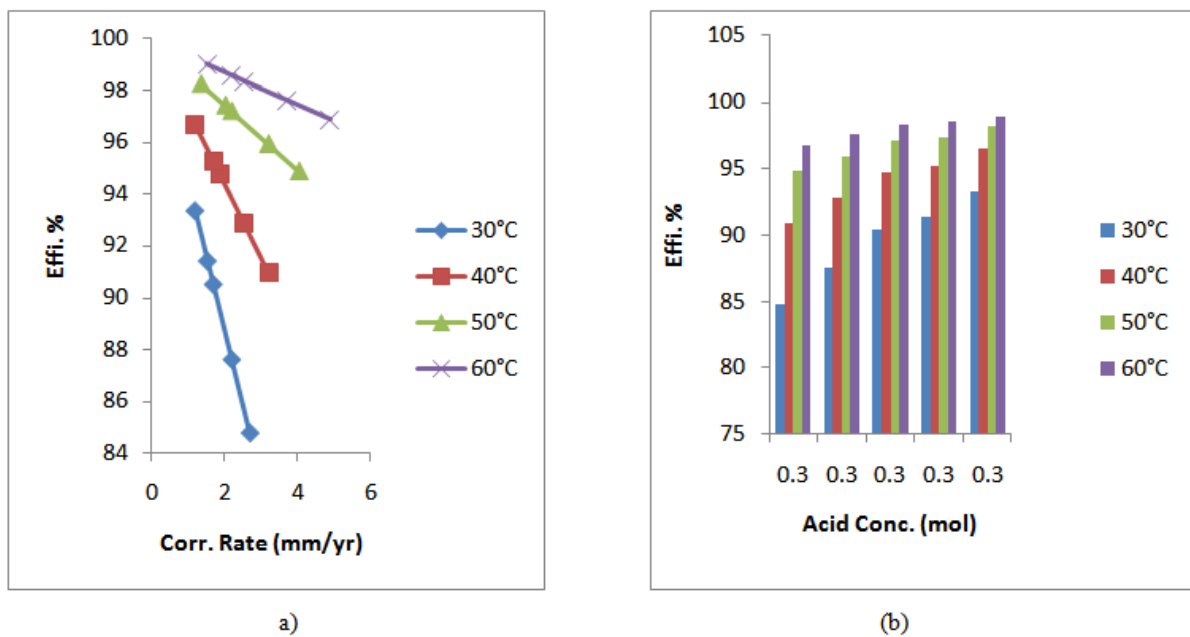 100
98
96
94
92
90
88
86
84
Effi. %
0 2 4 6
Corr. Rate (mm/yr)
30°C
40°C
50°C
60°C
a)
105
100
95
90
85
80
75
Effi. %
0.3 0.3 0.3 0.3 0.3
Acid Conc. (mol)
30°C
40°C
50°C
60°C
(b)